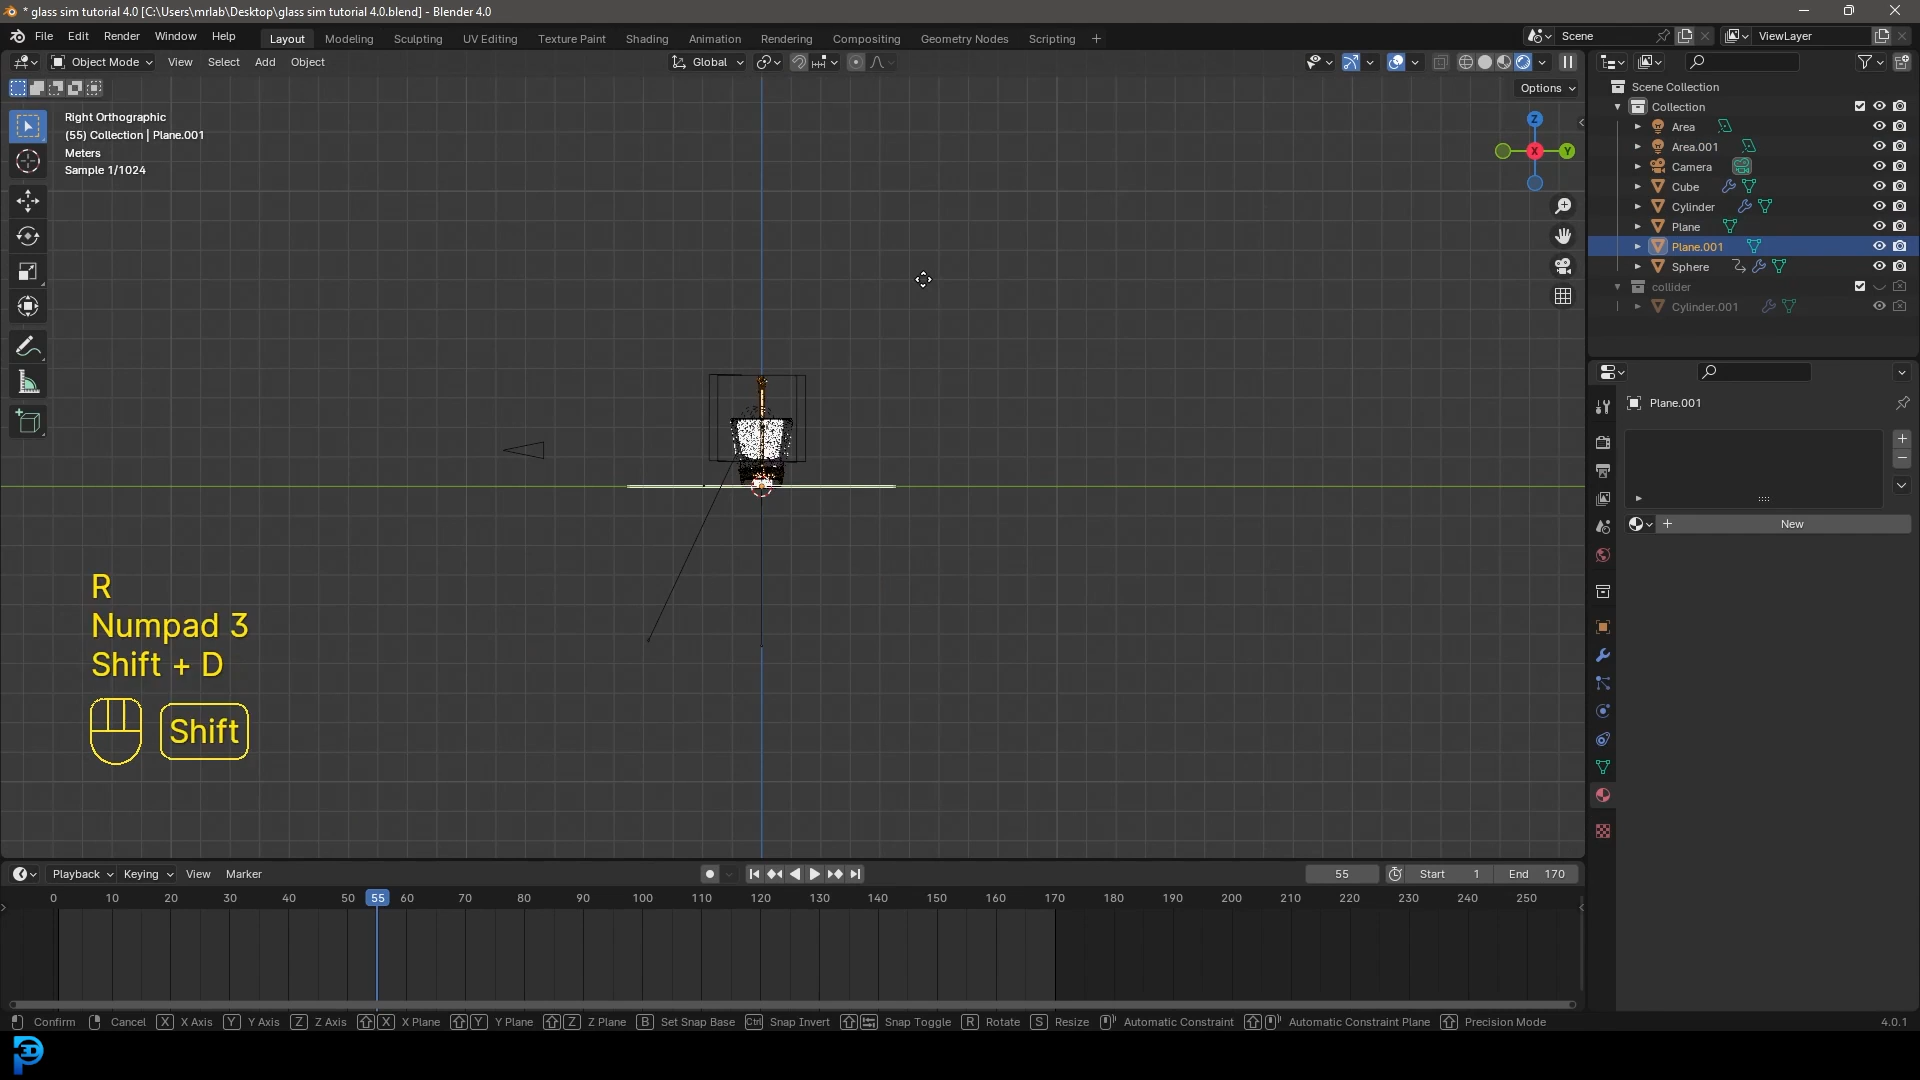 * glass sim tutorial 4.0 [C:\Users\mrlab\Desktop\glass sim tutorial 4.0.blend] - Blender 4.0
File Edit Render Window Help
Layout Modeling Sculpting UV Editing Texture Paint Shading Animation Rendering Compositing Geometry Nodes Scripting +
Scene
ViewLayer
Object Mode View Select Add Object
Global
Options
Right Orthographic
(55) Collection | Plane.001
Meters
Sample 1/1024
Z
X
Y
R
Numpad 3
Shift + D
Shift
Scene Collection
Collection
Area
Area.001
Camera
Cube
Cylinder
Plane
Plane.001
Sphere
collider
Cylinder.001
Plane.001
New
Playback Keying View Marker
55
Start 1
End 170
0 10 20 30 40 50 55 60 70 80 90 100 110 120 130 140 150 160 170 180 190 200 210 220 230 240 250
Confirm Cancel X X Axis Y Y Axis Z Z Axis X X Plane Y Y Plane Z Z Plane B Set Snap Base Ctrl Snap Invert Snap Toggle R Rotate S Resize Automatic Constraint Automatic Constraint Plane Precision Mode
4.0.1
3D